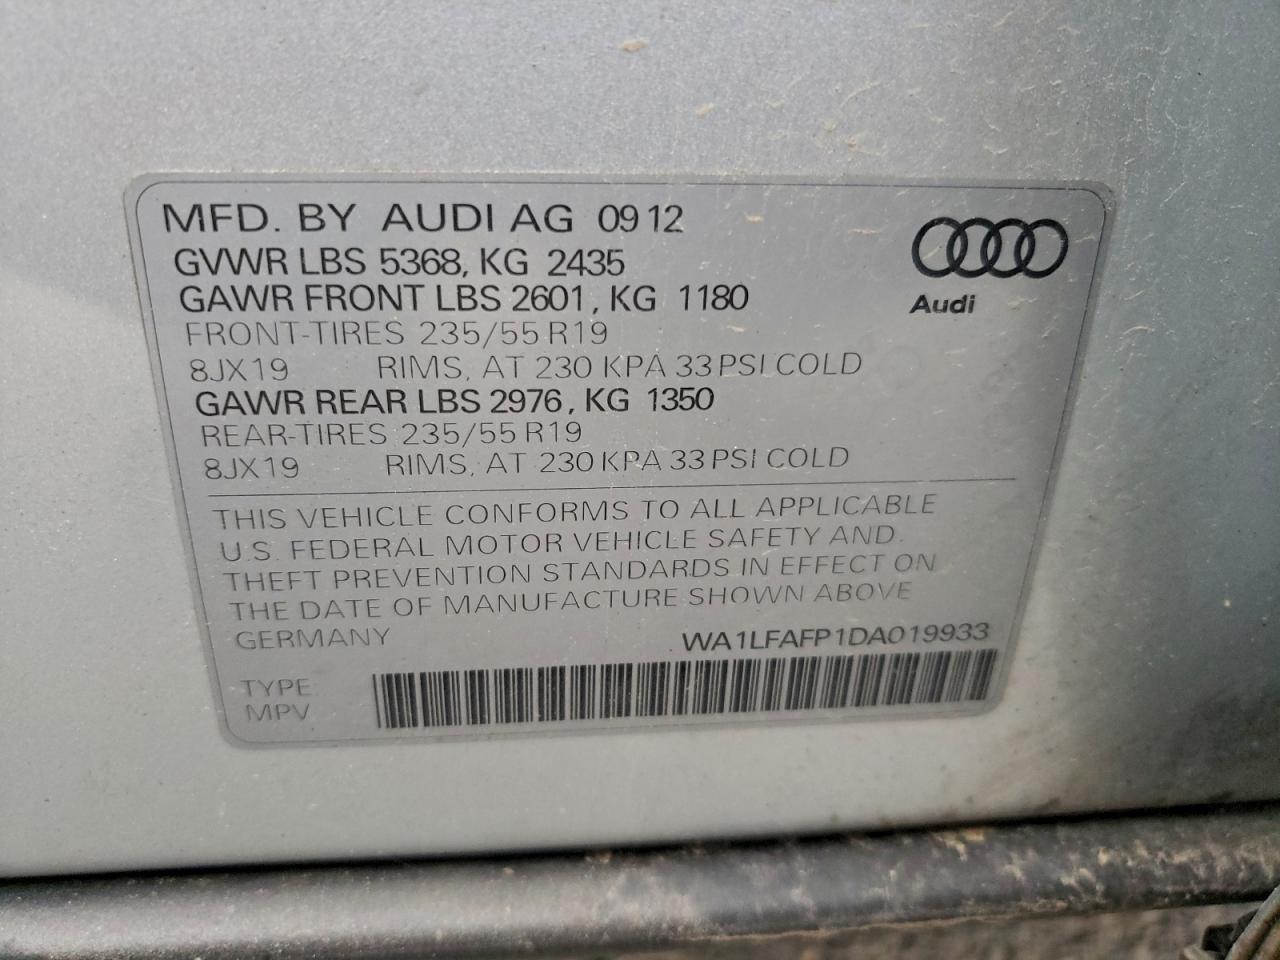 MFD. BY AUDI AG 09 12
GVWR LBS 5368, KG 2435
GAWR FRONT LBS 2601, KG 1180
FRONT-TIRES 235/55 R19
8JX19 RIMS, AT 230 KPA 33 PSI COLD
GAWR REAR LBS 2976, KG 1350
REAR-TIRES 235/55 R19
8JX19 RIMS, AT 230 KPA 33 PSI COLD
Audi
THIS VEHICLE CONFORMS TO ALL APPLICABLE
U.S. FEDERAL MOTOR VEHICLE SAFETY AND
THEFT PREVENTION STANDARDS IN EFFECT ON
THE DATE OF MANUFACTURE SHOWN ABOVE
GERMANY WA1LFAFP1DA019933
TYPE
MPV